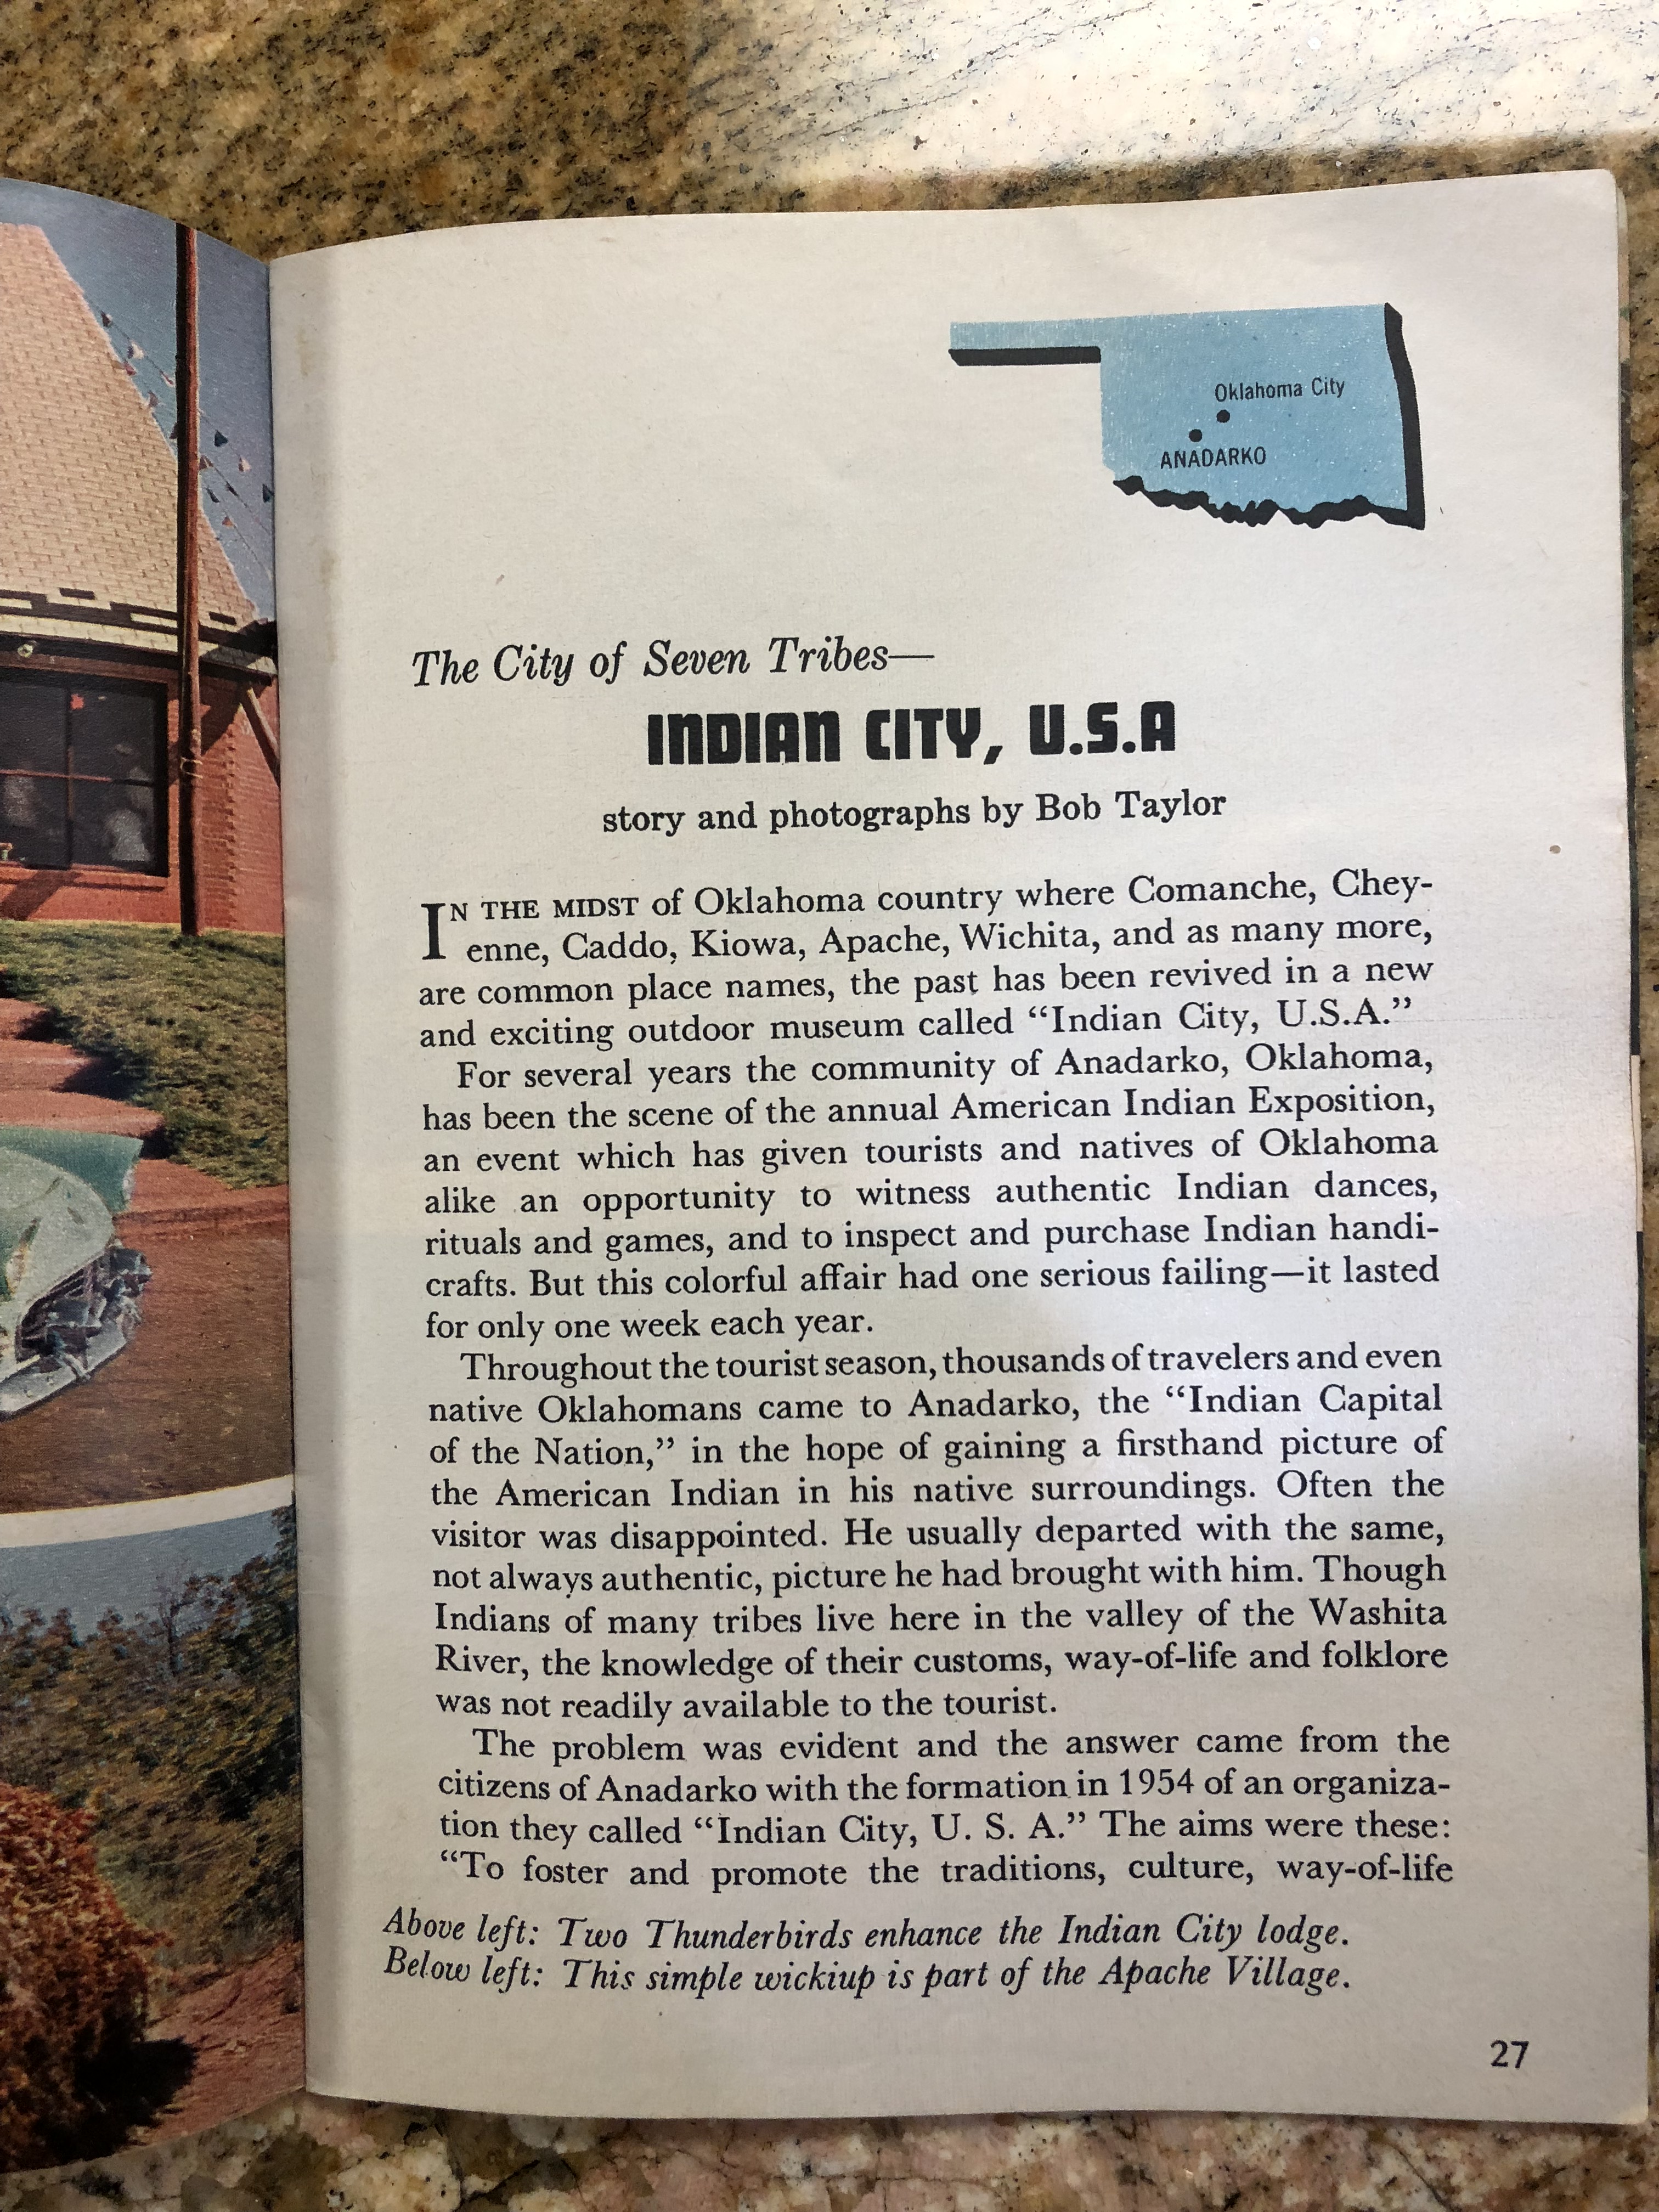 Oklahoma City
ANADARKO
The City of Seven Tribes—
INDIAN CITY, U.S.A
story and photographs by Bob Taylor
IN THE MIDST of Oklahoma country where Comanche, Chey-
enne, Caddo, Kiowa, Apache, Wichita, and as many more,
are common place names, the past has been revived in a new
and exciting outdoor museum called “Indian City, U.S.A.”
For several years the community of Anadarko, Oklahoma,
has been the scene of the annual American Indian Exposition,
an event which has given tourists and natives of Oklahoma
alike an opportunity to witness authentic Indian dances,
rituals and games, and to inspect and purchase Indian handi-
crafts. But this colorful affair had one serious failing—it lasted
for only one week each year.
Throughout the tourist season, thousands of travelers and even
native Oklahomans came to Anadarko, the “Indian Capital
of the Nation,” in the hope of gaining a firsthand picture of
the American Indian in his native surroundings. Often the
visitor was disappointed. He usually departed with the same,
not always authentic, picture he had brought with him. Though
Indians of many tribes live here in the valley of the Washita
River, the knowledge of their customs, way-of-life and folklore
was not readily available to the tourist.
The problem was evident and the answer came from the
citizens of Anadarko with the formation in 1954 of an organiza-
tion they called “Indian City, U. S. A.” The aims were these:
“To foster and promote the traditions, culture, way-of-life
Above left: Two Thunderbirds enhance the Indian City lodge.
Below left: This simple wickiup is part of the Apache Village.
27